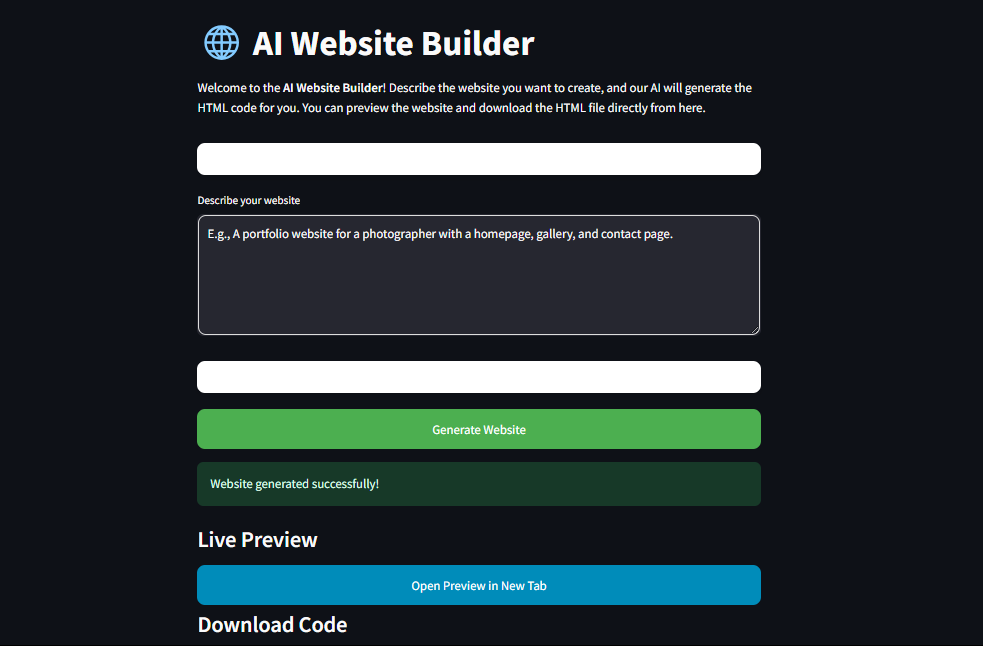 AI Website Builder
Welcome to the AI Website Builder! Describe the website you want to create, and our AI will generate the
HTML code for you. You can preview the website and download the HTML file directly from here.
Describe your website
E.g., A portfolio website for a photographer with a homepage, gallery, and contact page.
Generate Website
Website generated successfully!
Live Preview
Open Preview in New Tab
Download Code